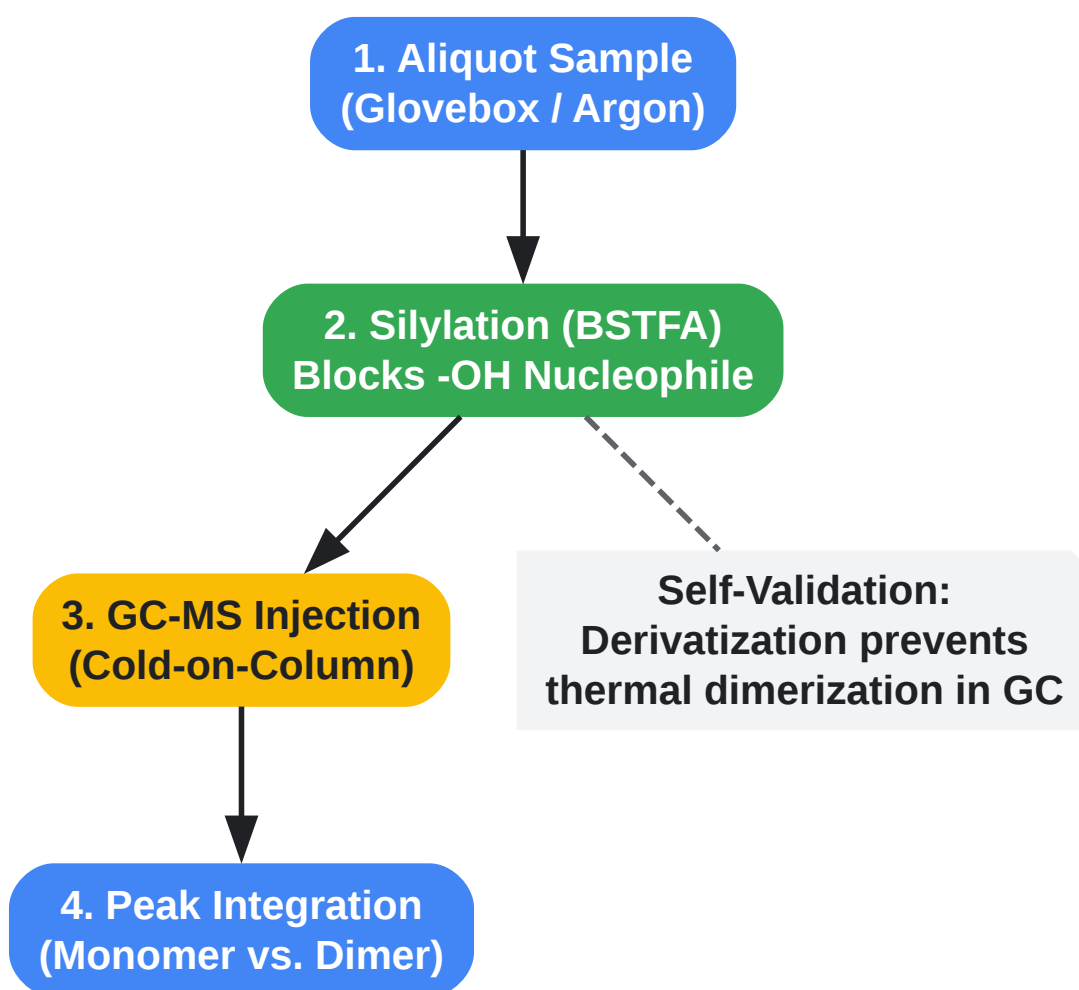 1. Aliquot Sample
(Glovebox / Argon)
2. Silylation (BSTFA)
Blocks -OH Nucleophile
3. GC-MS Injection
(Cold-on-Column)
Self-Validation:
Derivatization prevents
thermal dimerization in GC
4. Peak Integration
(Monomer vs. Dimer)